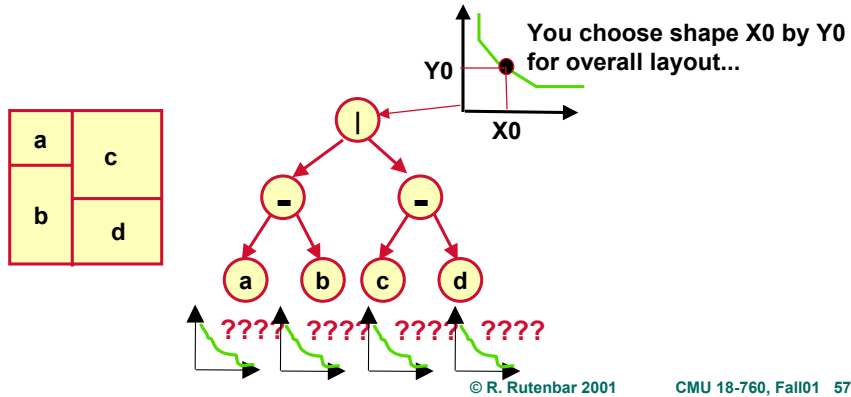 You choose shape X0 by Y0
for overall layout...
Y0
X0
|
a
c
b
d
- -
a b c d
???? ???? ???? ????
© R. Rutenbar 2001 CMU 18-760, Fall01 57